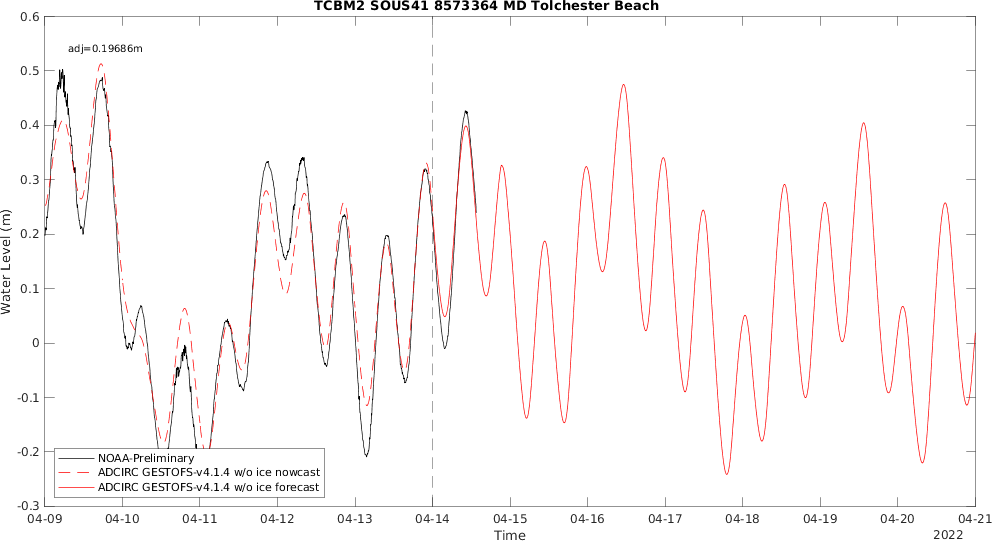 TCBM2 SOUS41 8573364 MD Tolchester Beach
adj=0.19686m
0.6
0.5
0.4
0.3
0.2
0.1
0
-0.1
-0.2
-0.3
Water Level (m)
NOAA-Preliminary
ADCIRC GESTOFS-v4.1.4 w/o ice nowcast
ADCIRC GESTOFS-v4.1.4 w/o ice forecast
04-09 04-10 04-11 04-12 04-13 04-14 04-15 04-16 04-17 04-18 04-19 04-20 04-21
Time
2022